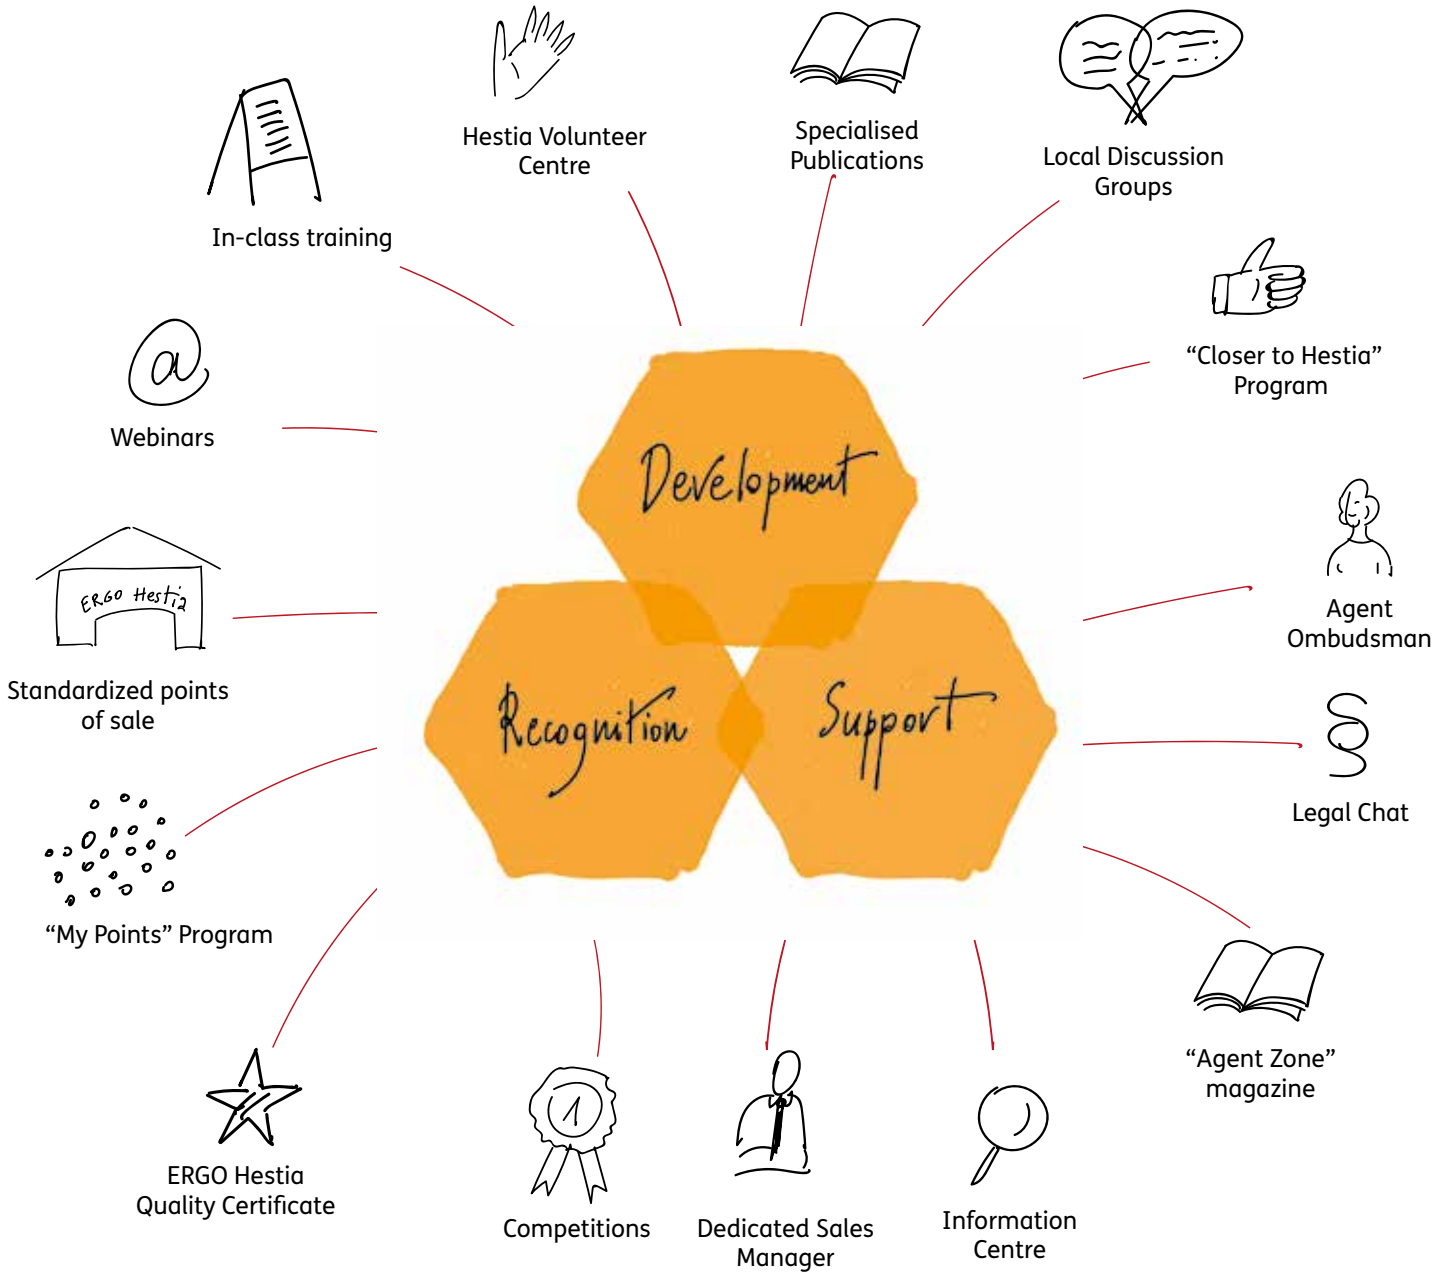 Hestia Volunteer
Centre
Specialised
Publications
Local Discussion
Groups
In-class training
“Closer to Hestia”
Program
Webinars
Development
ERGO Hestia
Agent
Ombudsman
Standardized points
of sale
Recognition
Support
Legal Chat
“My Points” Program
“Agent Zone”
magazine
1
ERGO Hestia
Quality Certificate
Competitions
Dedicated Sales
Manager
Information
Centre